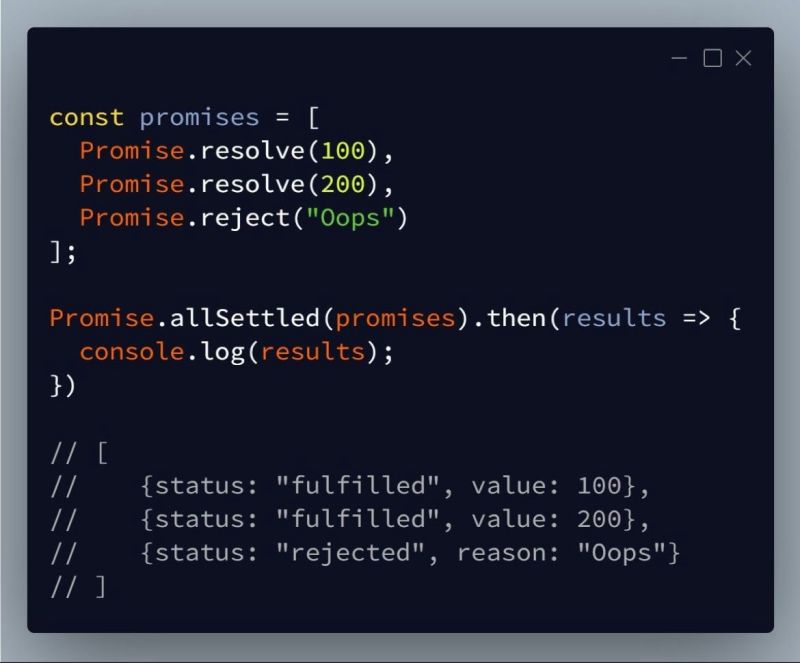 const promises = [
  Promise.resolve(100),
  Promise.resolve(200),
  Promise.reject("Oops")
];

Promise.allSettled(promises).then(results => {
  console.log(results);
})

// [
//    {status: "fulfilled", value: 100},
//    {status: "fulfilled", value: 200},
//    {status: "rejected", reason: "Oops"}
// ]